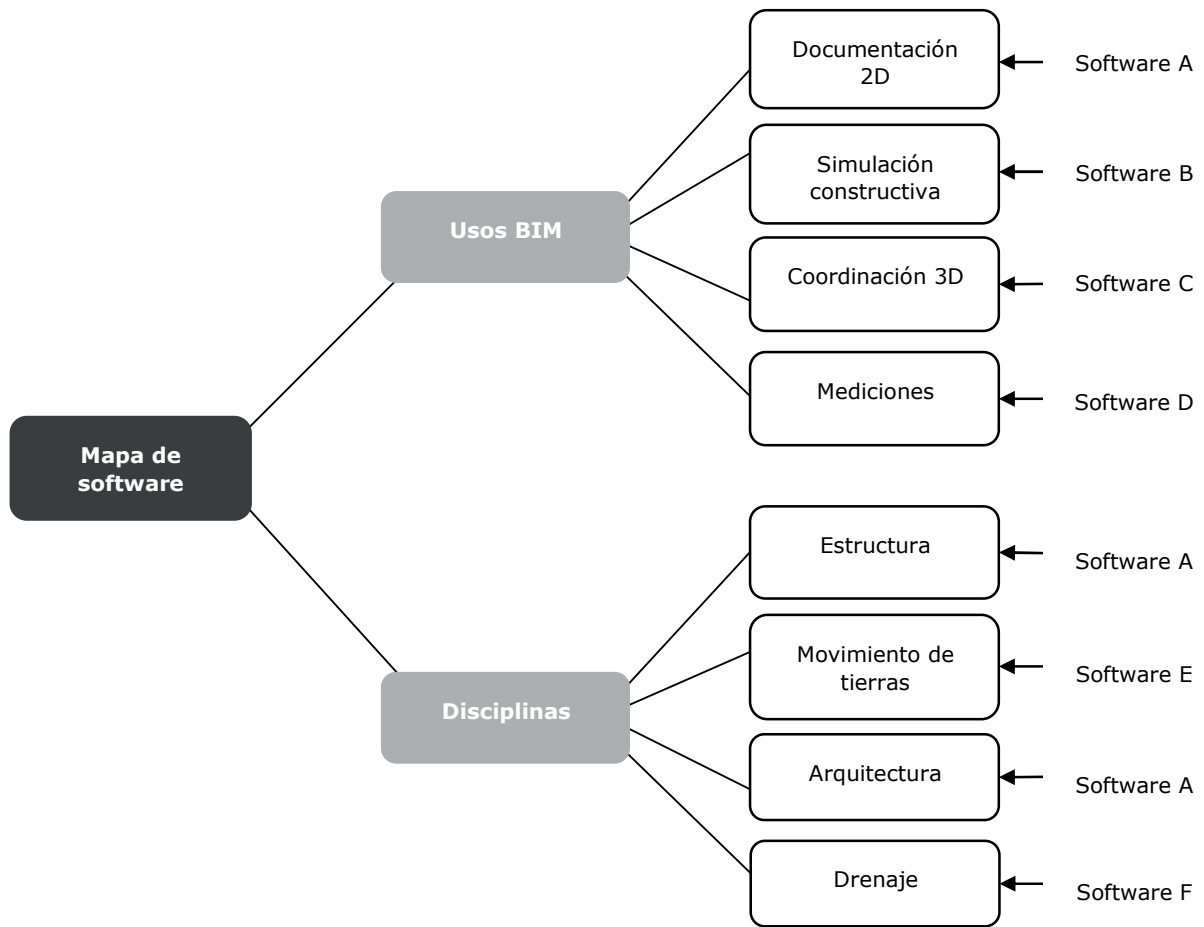 Documentación
2D
Software A
Simulación
constructiva
Software B
Usos BIM
Coordinación 3D
Software C
Mediciones
Software D
Mapa de
software
Estructura
Software A
Movimiento de
tierras
Software E
Disciplinas
Arquitectura
Software A
Drenaje
Software F